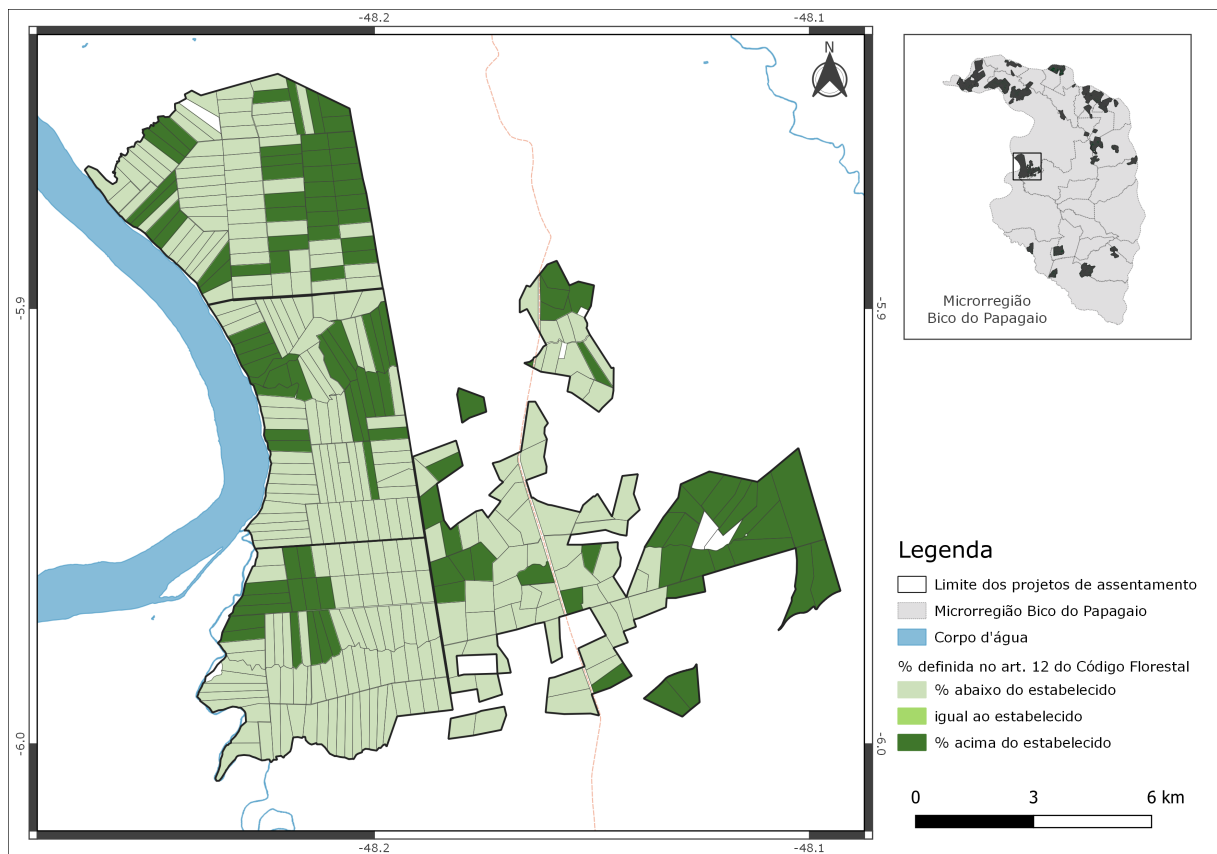 -48.2
-48.1
N
-5.9
-5.9
-6.0
-6.0
-48.2
-48.1
Microrregião
Bico do Papagaio
Legenda
Limite dos projetos de assentamento
Microrregião Bico do Papagaio
Corpo d'água
% definida no art. 12 do Código Florestal
% abaixo do estabelecido
igual ao estabelecido
% acima do estabelecido
0 3 6 km